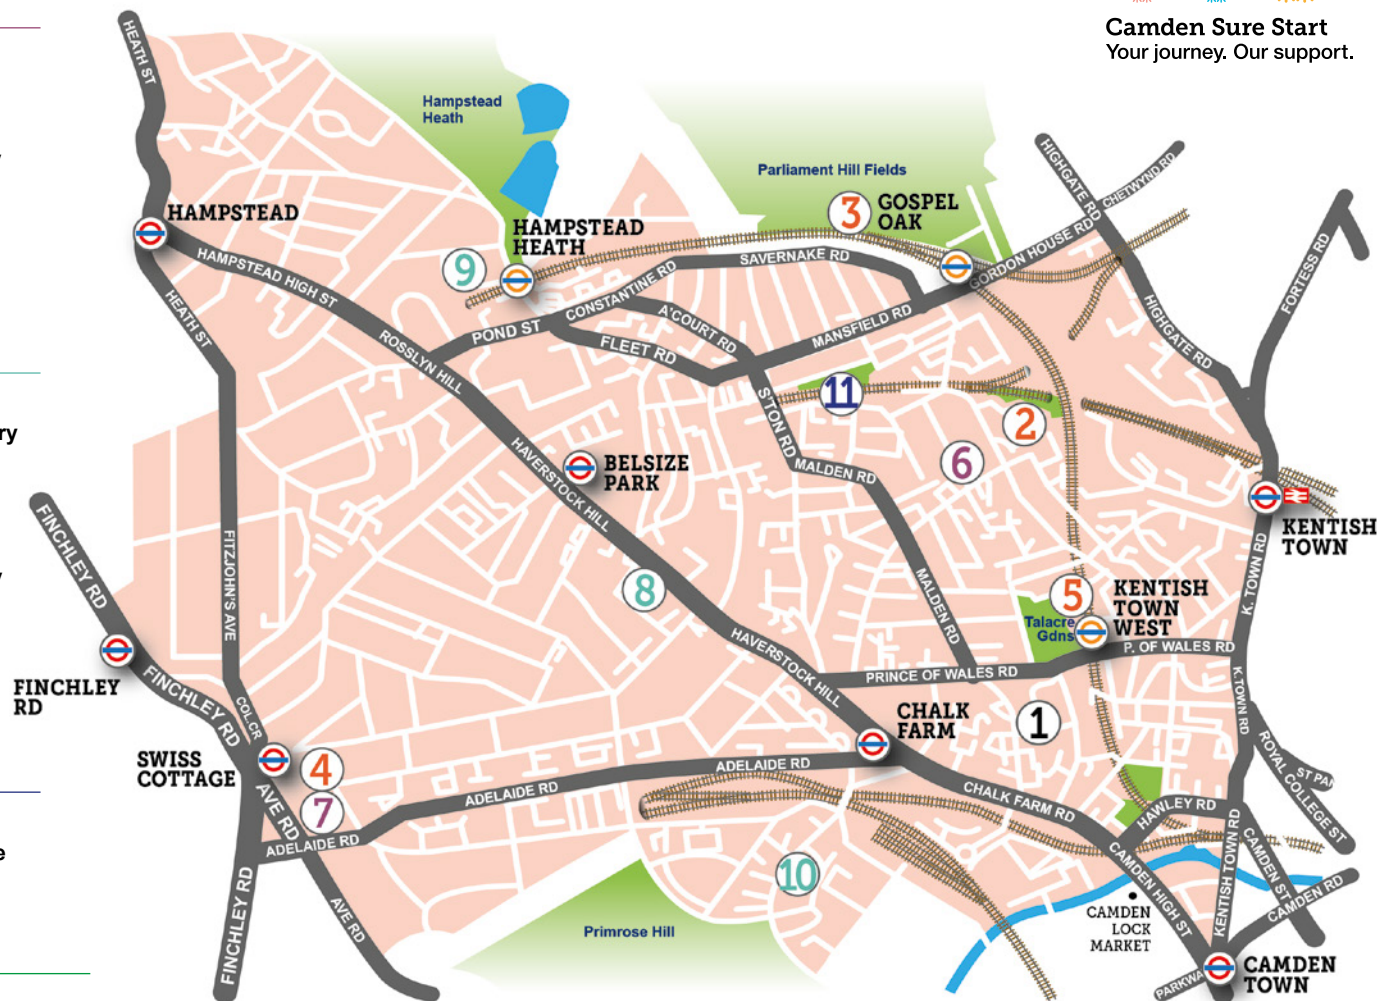 Camden Sure Start
Your journey. Our support.
HEATH ST
Hampstead
Heath
Parliament Hill Fields
HIGHGATE RD
CHETWYND RD
3
GOSPEL
OAK
HAMPSTEAD
HAMPSTEAD
HEATH
9
GORDON HOUSE RD
FORTESS RD
HAMPSTEAD HIGH ST
SAVERNAKE RD
CONSTANTINE RD
HEATH ST
A'COURT RD
MANSFIELD RD
HIGHGATE RD
POND ST
FLEET RD
ROSSLYN HILL
11
S'TON RD
2
ry
6
BELSIZE
PARK
MALDEN RD
HAVERSTOCK HILL
KENTISH
TOWN
FINCHLEY RD
FITZJOHN'S AVE
K. TOWN RD
8
MALDEN RD
5
KENTISH
TOWN
WEST
Talacre
Gdns
P. OF WALES RD
HAVERSTOCK HILL
PRINCE OF WALES RD
FINCHLEY
RD
FINCHLEY RD
COL.CR
K.TOWN RD
CHALK
FARM
1
ROYAL COLLEGE ST
SWISS
COTTAGE
4
7
ADELAIDE RD
ADELAIDE RD
AVE RD
ADELAIDE RD
CHALK FARM RD
HAWLEY RD
ST PA
e
10
CAMDEN HIGH ST
KENTISH TOWN RD
CAMDEN ST
CAMDEN RD
FINCHLEY RD
AVE RD
Primrose Hill
CAMDEN
LOCK
MARKET
PARKWA
CAMDEN
TOWN